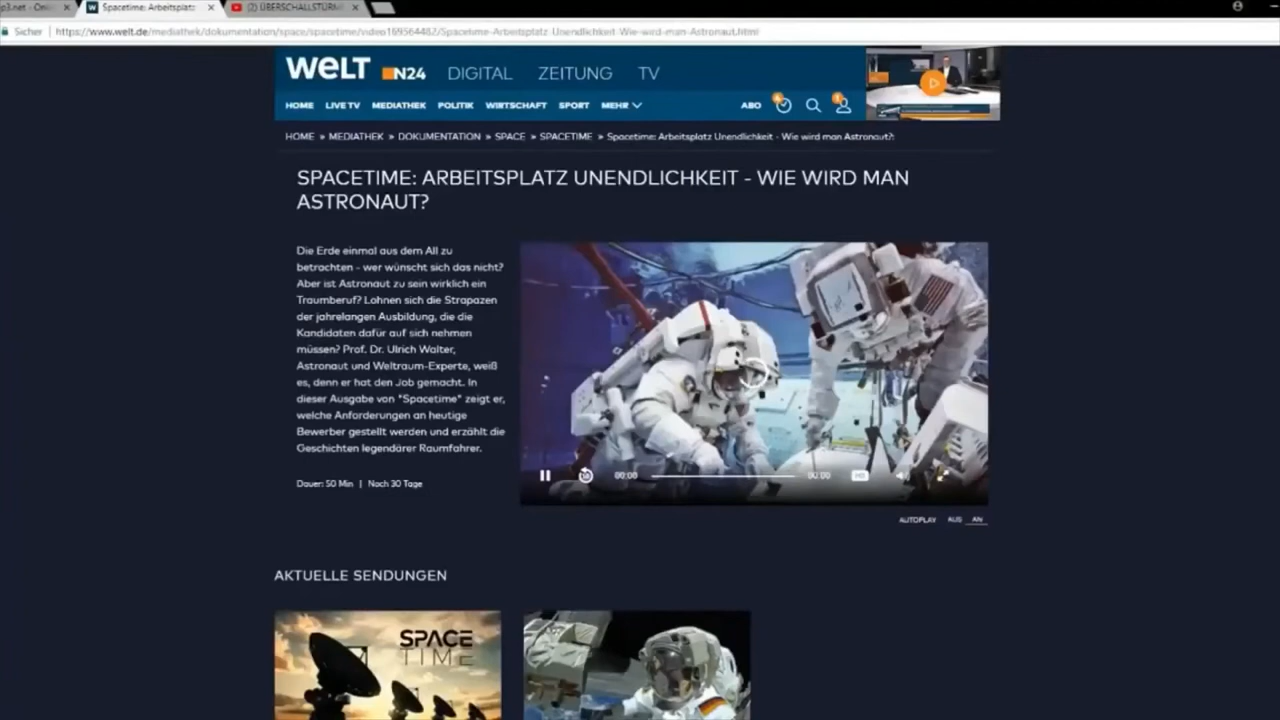 p3.net - Onli
Spacetime: Arbeitsplatz
(2) ÜBERSCHALLSTÜRM
Sicher
https://www.welt.de/mediathek/dokumentation/space/spacetime/video169564482/Spacetime-Arbeitsplatz-Unendlichkeit-Wie-wird-man-Astronaut.html
WELT N24 DIGITAL ZEITUNG TV
HOME LIVE TV MEDIATHEK POLITIK WIRTSCHAFT SPORT MEHR ABO
HOME » MEDIATHEK » DOKUMENTATION » SPACE » SPACETIME » Spacetime: Arbeitsplatz Unendlichkeit - Wie wird man Astronaut?:
SPACETIME: ARBEITSPLATZ UNENDLICHKEIT - WIE WIRD MAN
ASTRONAUT?
Die Erde einmal aus dem All zu
betrachten - wer wünscht sich das nicht?
Aber ist Astronaut zu sein wirklich ein
Traumberuf? Lohnen sich die Strapazen
der jahrelangen Ausbildung, die die
Kandidaten dafür auf sich nehmen
müssen? Prof. Dr. Ulrich Walter,
Astronaut und Weltraum-Experte, weiß
es, denn er hat den Job gemacht. In
dieser Ausgabe von "Spacetime" zeigt er,
welche Anforderungen an heutige
Bewerber gestellt werden und erzählt die
Geschichten legendärer Raumfahrer.
Dauer: 50 Min | Noch 30 Tage
00:00 00:00
AUTOPLAY AUS AN
AKTUELLE SENDUNGEN
SPACE
TIME